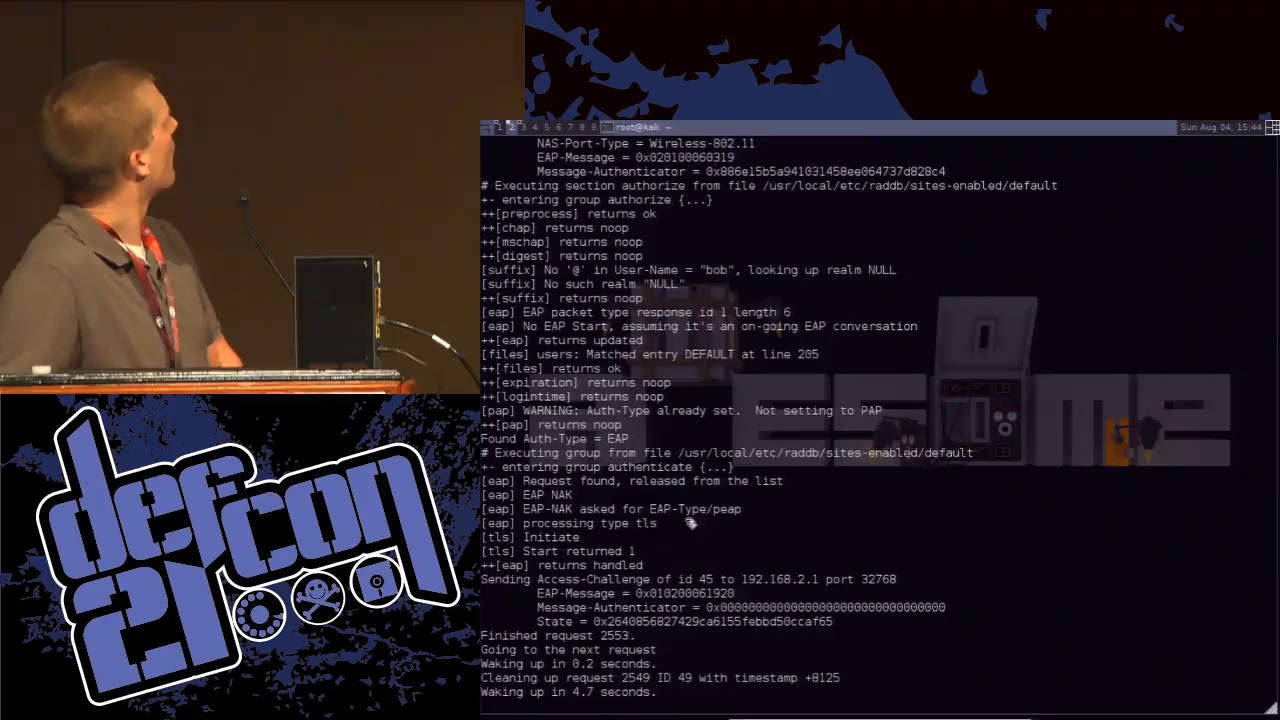 1 2 3 4 5 6 7 8 9 root@kali: ~ Sun Aug 04, 15:44
NAS-Port-Type = Wireless-802.11
EAP-Message = 0x020100060319
Message-Authenticator = 0x886e15b5a941031458ee064737d828c4
# Executing section authorize from file /usr/local/etc/raddb/sites-enabled/default
+- entering group authorize {...}
++[preprocess] returns ok
++[chap] returns noop
++[mschap] returns noop
++[digest] returns noop
[suffix] No '@' in User-Name = "bob", looking up realm NULL
[suffix] No such realm "NULL"
++[suffix] returns noop
[eap] EAP packet type response id 1 length 6
[eap] No EAP Start, assuming it's an on-going EAP conversation
++[eap] returns updated
[files] users: Matched entry DEFAULT at line 205
++[files] returns ok
++[expiration] returns noop
++[logintime] returns noop
[pap] WARNING: Auth-Type already set.  Not setting to PAP
++[pap] returns noop
Found Auth-Type = EAP
# Executing group from file /usr/local/etc/raddb/sites-enabled/default
+- entering group authenticate {...}
[eap] Request found, released from the list
[eap] EAP NAK
[eap] EAP-NAK asked for EAP-Type/peap
[eap] processing type tls
[tls] Initiate
[tls] Start returned 1
++[eap] returns handled
Sending Access-Challenge of id 45 to 192.168.2.1 port 32768
EAP-Message = 0x010200061920
Message-Authenticator = 0x00000000000000000000000000000000
State = 0x2640856827429ca6155febbd50ccaf65
Finished request 2553.
Going to the next request
Waking up in 0.2 seconds.
Cleaning up request 2549 ID 49 with timestamp +8125
Waking up in 4.7 seconds.
defcon
21